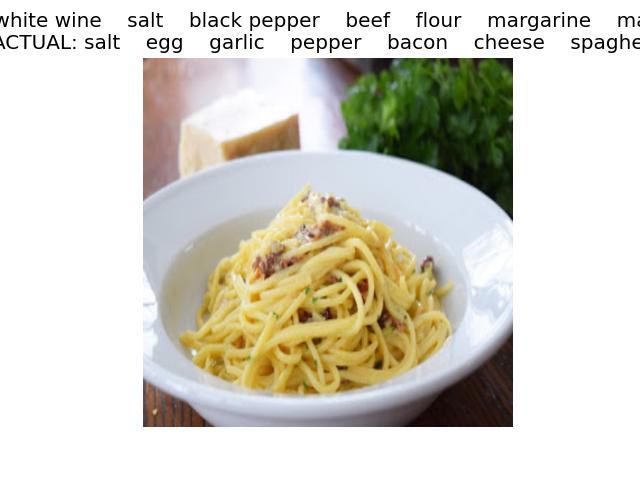 white wine salt black pepper beef flour margarine
ACTUAL: salt egg garlic pepper bacon cheese